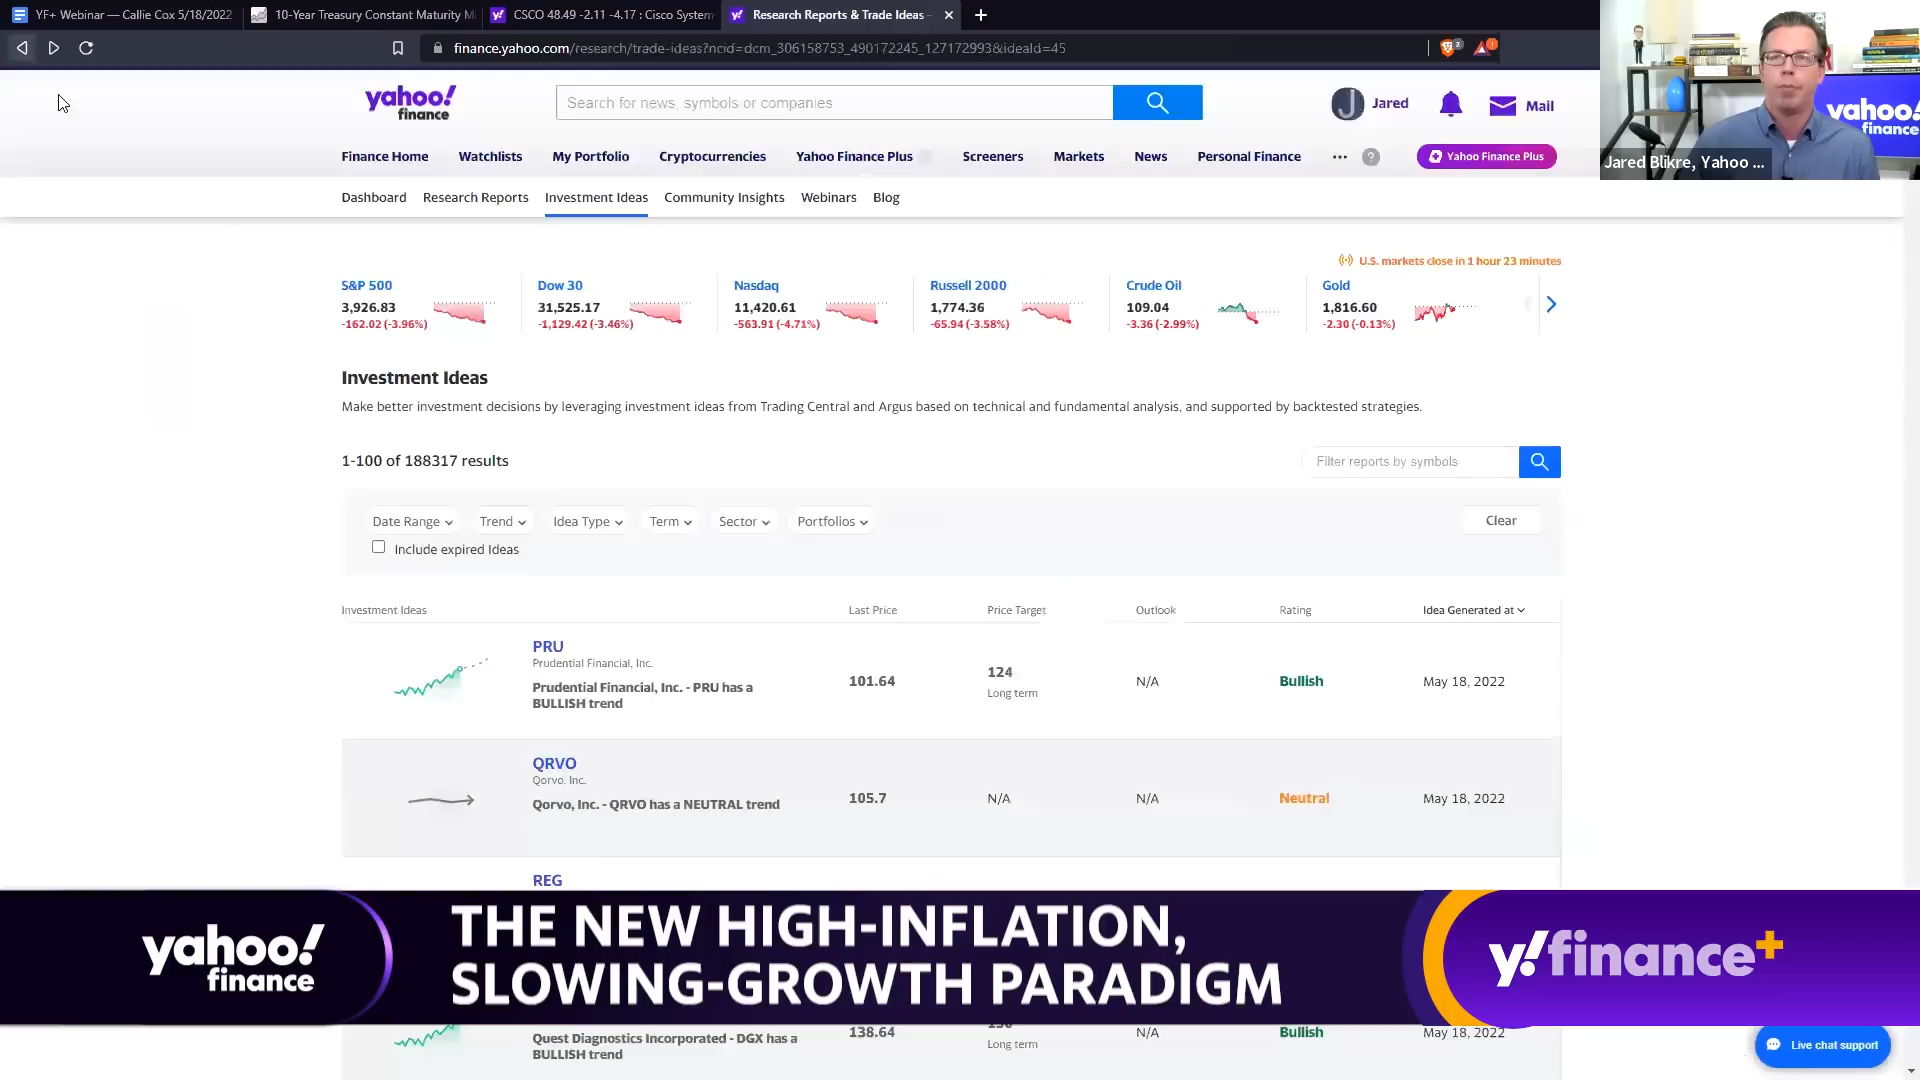 YF+ Webinar — Callie Cox 5/18/2022
10-Year Treasury Constant Maturity Mi
CSCO 48.49 -2.11 -4.17 : Cisco System
Research Reports & Trade Ideas -
finance.yahoo.com/research/trade-ideas?ncid=dcm_306158753_490172245_127172993&ideaId=45
yahoo!
finance
Search for news, symbols or companies
J
Jared
Mail
yahoo!
finance
Jared Blikre, Yahoo ...
Finance Home
Watchlists
My Portfolio
Cryptocurrencies
Yahoo Finance Plus
Screeners
Markets
News
Personal Finance
...
?
Yahoo Finance Plus
Dashboard
Research Reports
Investment Ideas
Community Insights
Webinars
Blog
U.S. markets close in 1 hour 23 minutes
S&P 500
3,926.83
-162.02 (-3.96%)
Dow 30
31,525.17
-1,129.42 (-3.46%)
Nasdaq
11,420.61
-563.91 (-4.71%)
Russell 2000
1,774.36
-65.94 (-3.58%)
Crude Oil
109.04
-3.36 (-2.99%)
Gold
1,816.60
-2.30 (-0.13%)
Investment Ideas
Make better investment decisions by leveraging investment ideas from Trading Central and Argus based on technical and fundamental analysis, and supported by backtested strategies.
1-100 of 188317 results
Filter reports by symbols
Date Range
Trend
Idea Type
Term
Sector
Portfolios
Clear
Include expired Ideas
Investment Ideas
Last Price
Price Target
Outlook
Rating
Idea Generated at
PRU
Prudential Financial, Inc.
Prudential Financial, Inc. - PRU has a
BULLISH trend
101.64
124
Long term
N/A
Bullish
May 18, 2022
QRVO
Qorvo, Inc.
Qorvo, Inc. - QRVO has a NEUTRAL trend
105.7
N/A
N/A
Neutral
May 18, 2022
REG
yahoo!
finance
THE NEW HIGH-INFLATION,
SLOWING-GROWTH PARADIGM
y!finance+
Quest Diagnostics Incorporated - DGX has a
BULLISH trend
138.64
Long term
N/A
Bullish
May 18, 2022
Live chat support